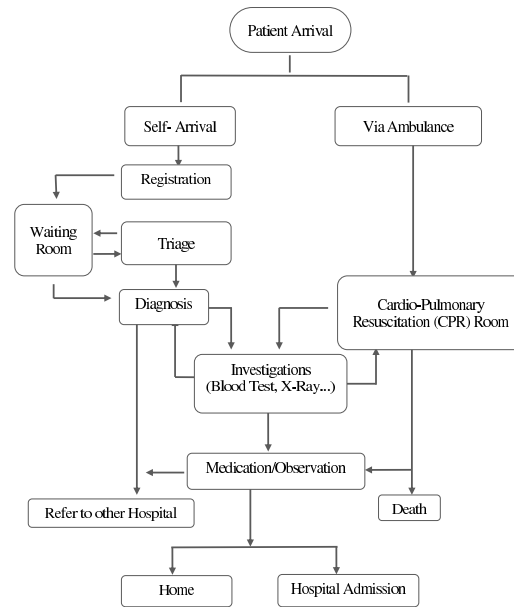 Patient Arrival
Self- Arrival
Via Ambulance
Registration
Waiting
Room
Triage
Diagnosis
Cardio-Pulmonary
Resuscitation (CPR) Room
Investigations
(Blood Test, X-Ray...)
Medication/Observation
Refer to other Hospital
Death
Home
Hospital Admission